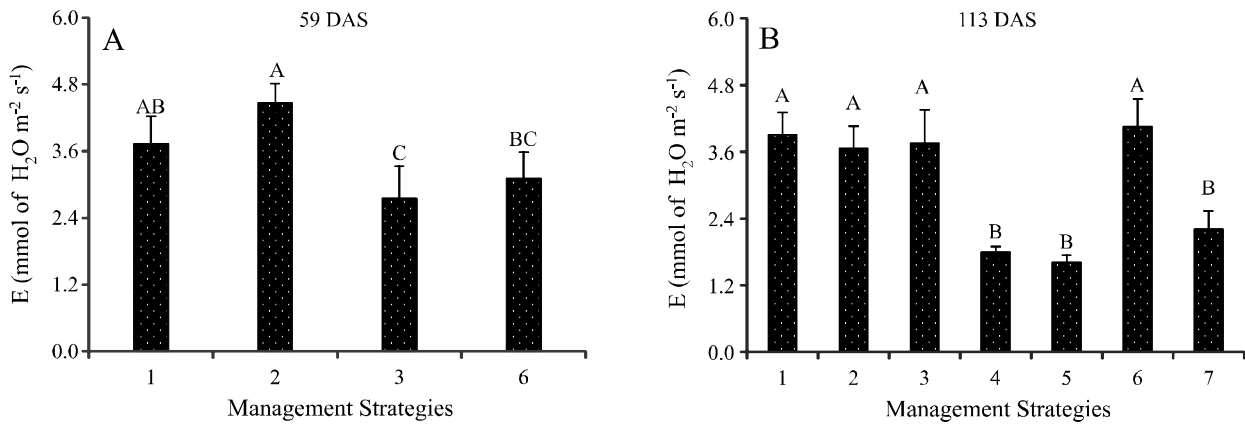 59 DAS
A
E (mmol of H₂O m⁻² s⁻¹)
6.0
4.8
3.6
2.4
1.2
0.0
AB
A
C
BC
1 2 3 6
Management Strategies
113 DAS
B
E (mmol of H₂O m⁻² s⁻¹)
6.0
4.8
3.6
2.4
1.2
0.0
A
A
A
B
B
A
B
1 2 3 4 5 6 7
Management Strategies